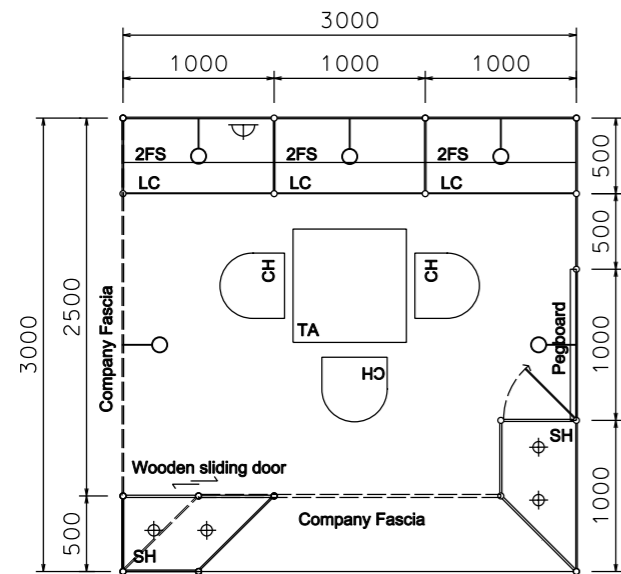 3000
1000
1000
1000
2FS
2FS
2FS
LC
LC
LC
500
500
1000
1000
3000
2500
500
Company Fascia
CH
CH
TA
CH
Pegboard
SH
Wooden sliding door
Company Fascia
SH